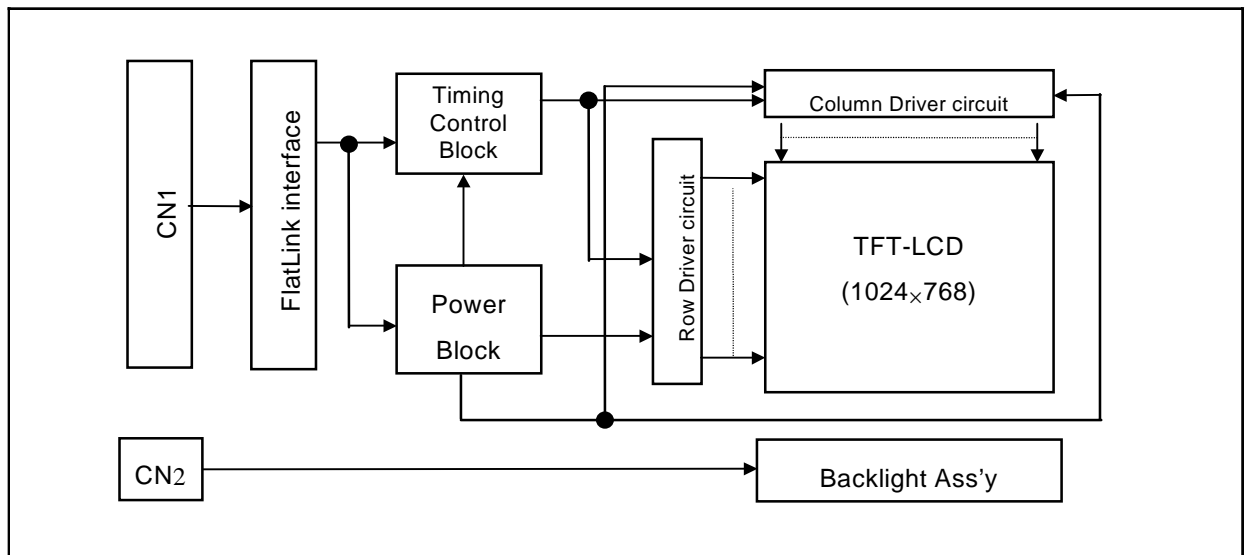 CN1
FlatLink interface
Timing
Control
Block
Power
Block
Row Driver circuit
Column Driver circuit
TFT-LCD
(1024×768)
CN2
Backlight Ass'y